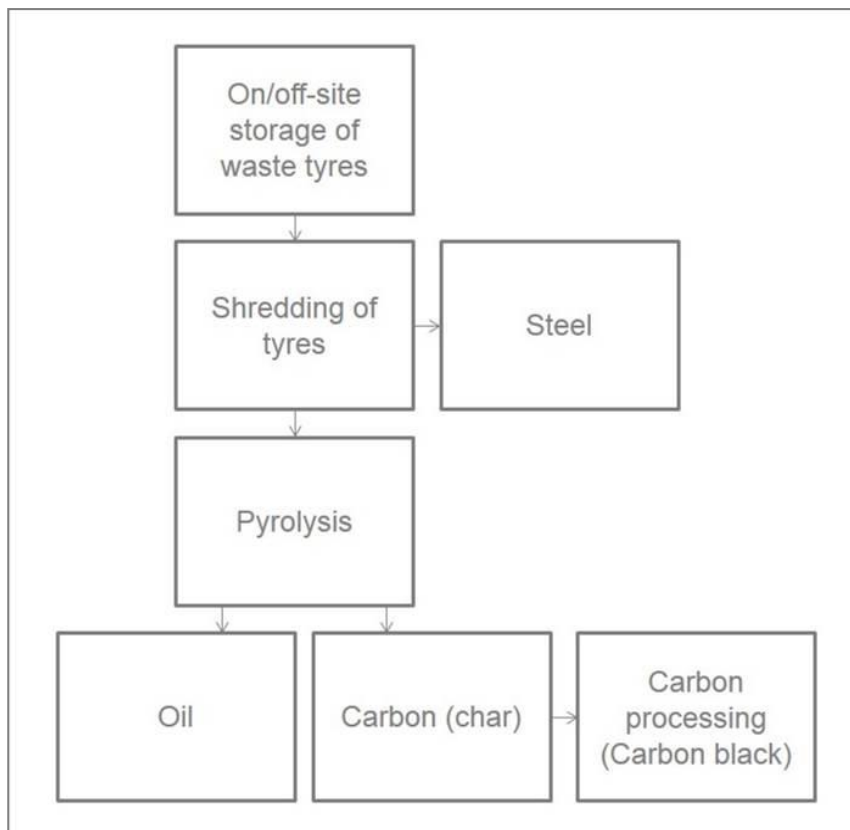 On/off-site
storage of
waste tyres
Shredding of
tyres
Steel
Pyrolysis
Oil
Carbon (char)
Carbon
processing
(Carbon black)